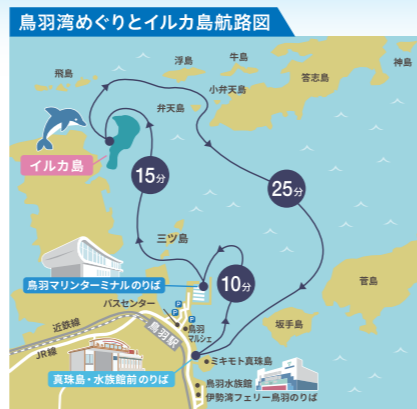 鳥羽湾めぐりとイルカ島航路図
飛島
浮島
牛島
小弁天島
答志島
神島
弁天島
イルカ島
15分
25分
三ツ島
鳥羽マリンターミナルのりば
10分
菅島
バスセンター
P
P
P
鳥羽
マルシェ
坂手島
近鉄線
鳥羽駅
JR線
ミキモト真珠島
真珠島・水族館前のりば
鳥羽水族館
伊勢湾フェリー鳥羽のりば